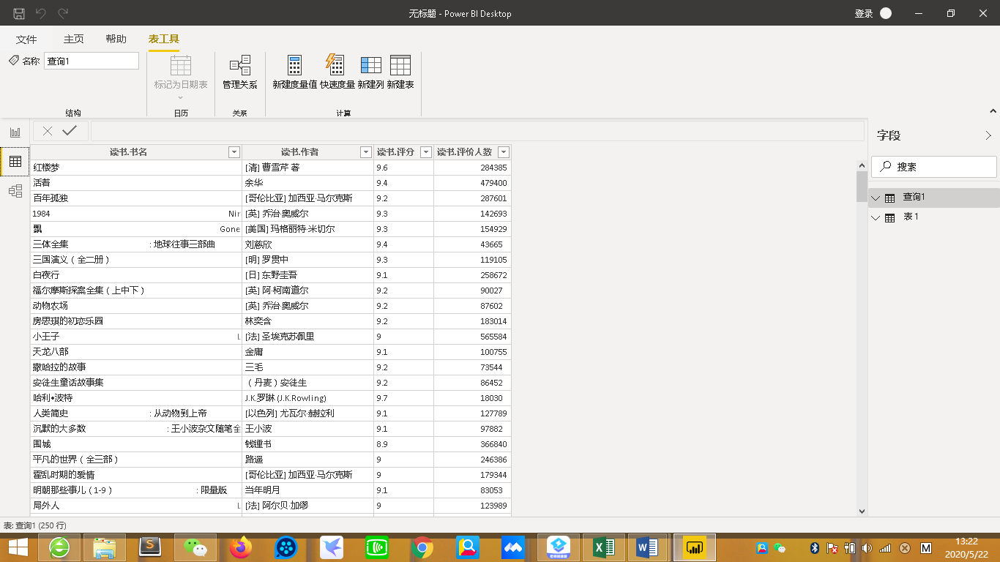 无标题 - Power BI Desktop 登录
文件 主页 帮助 表工具
名称 查询1
标记为日期表 管理关系 新建度量值 快速度量 新建列 新建表
结构 日历 关系 计算
字段
搜索
查询1
表 1
读书.书名 读书.作者 读书.评分 读书.评价人数
红楼梦 [清] 曹雪芹 著 9.6 284385
活着 余华 9.4 479400
百年孤独 [哥伦比亚] 加西亚·马尔克斯 9.2 287601
1984 Nin [英] 乔治·奥威尔 9.3 142693
飘 Gone [美国] 玛格丽特·米切尔 9.3 154929
三体全集 : 地球往事三部曲 刘慈欣 9.4 43665
三国演义（全二册） [明] 罗贯中 9.3 119105
白夜行 [日] 东野圭吾 9.1 258672
福尔摩斯探案全集（上中下） [英] 阿·柯南道尔 9.2 90027
动物农场 [英] 乔治·奥威尔 9.2 87602
房思琪的初恋乐园 林奕含 9.2 183014
小王子 L [法] 圣埃克苏佩里 9 565584
天龙八部 金庸 9.1 100755
撒哈拉的故事 三毛 9.2 73544
安徒生童话故事集 （丹麦）安徒生 9.2 86452
哈利•波特 J.K.罗琳 (J.K.Rowling) 9.7 18030
人类简史 : 从动物到上帝 [以色列] 尤瓦尔·赫拉利 9.1 127789
沉默的大多数 : 王小波杂文随笔全 王小波 9.1 97882
围城 钱锺书 8.9 366840
平凡的世界（全三部） 路遥 9 246386
霍乱时期的爱情 [哥伦比亚] 加西亚·马尔克斯 9 179344
明朝那些事儿（1-9） : 限量版 当年明月 9.1 83053
局外人 L [法] 阿尔贝·加缪 9 123989
表: 查询1 (250 行)
13:22
2020/5/22